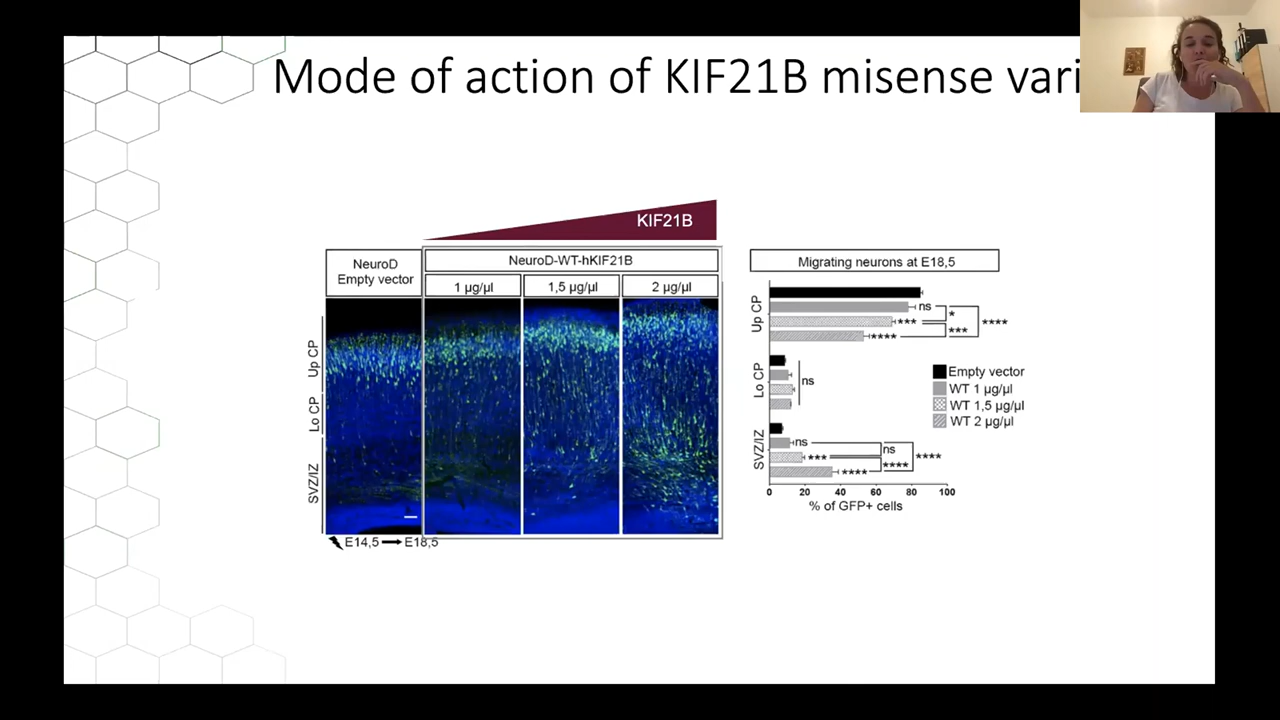 Mode of action of KIF21B misense vari
KIF21B
NeuroD
Empty vector
NeuroD-WT-hKIF21B
1 µg/µl
1,5 µg/µl
2 µg/µl
Up CP
Lo CP
SVZ/IZ
E14,5
E18,5
Migrating neurons at E18,5
Up CP
ns
***
****
*
***
****
Lo CP
ns
SVZ/IZ
ns
***
****
ns
****
****
Empty vector
WT 1 µg/µl
WT 1,5 µg/µl
WT 2 µg/µl
0 20 40 60 80 100
% of GFP+ cells